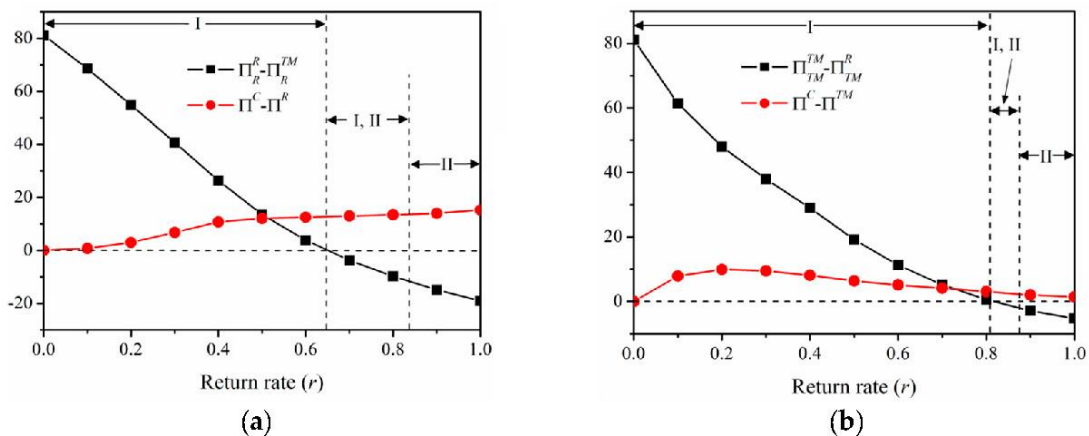 I
80
60
40
20
0
-20
Π_R^R-Π_R^TM
Π^C-Π^R
I, II
II
0.0 0.2 0.4 0.6 0.8 1.0
Return rate (r)
(a)
I
80
60
40
20
0
I, II
Π_TM^TM-Π_TM^R
Π^C-Π^TM
II
0.0 0.2 0.4 0.6 0.8 1.0
Return rate (r)
(b)